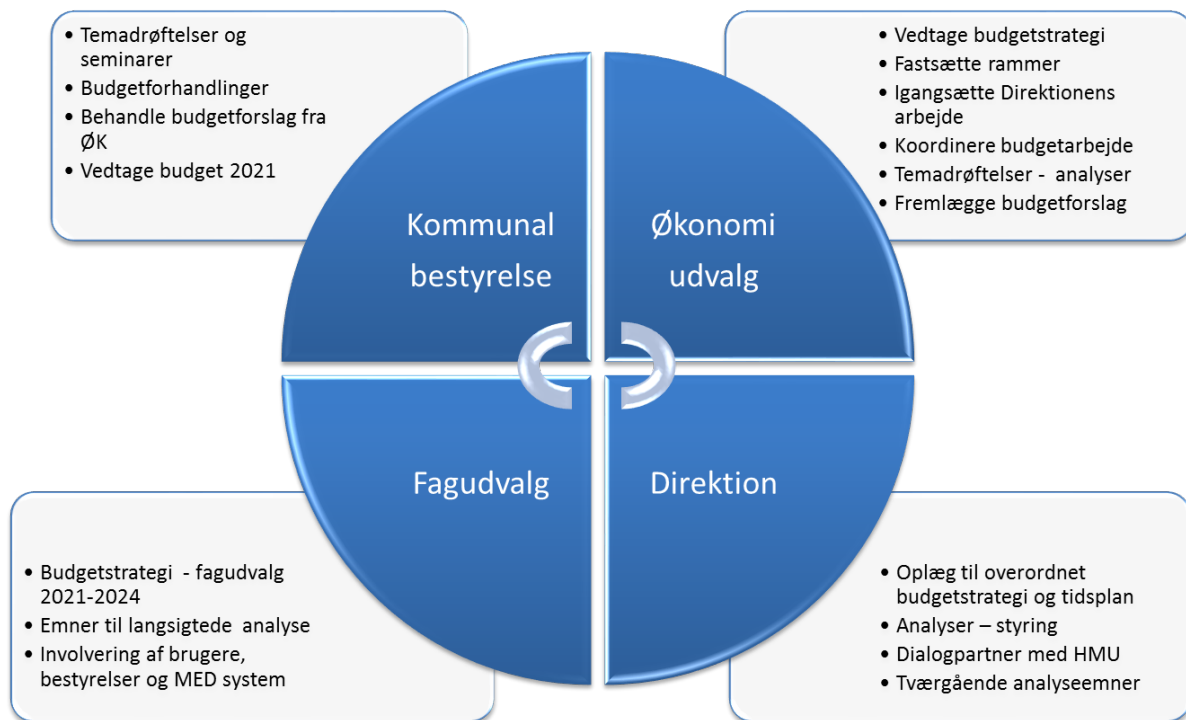 • Temadrøftelser og
seminarer
• Budgetforhandlinger
• Behandle budgetforslag fra
ØK
• Vedtage budget 2021
• Vedtage budgetstrategi
• Fastsætte rammer
• Igangsætte Direktionens
arbejde
• Koordinere budgetarbejde
• Temadrøftelser - analyser
• Fremlægge budgetforslag
Kommunal
bestyrelse
Økonomi
udvalg
Fagudvalg
Direktion
• Budgetstrategi - fagudvalg
2021-2024
• Emner til langsigtede analyse
• Involvering af brugere,
bestyrelser og MED system
• Oplæg til overordnet
budgetstrategi og tidsplan
• Analyser – styring
• Dialogpartner med HMU
• Tværgående analyseemner